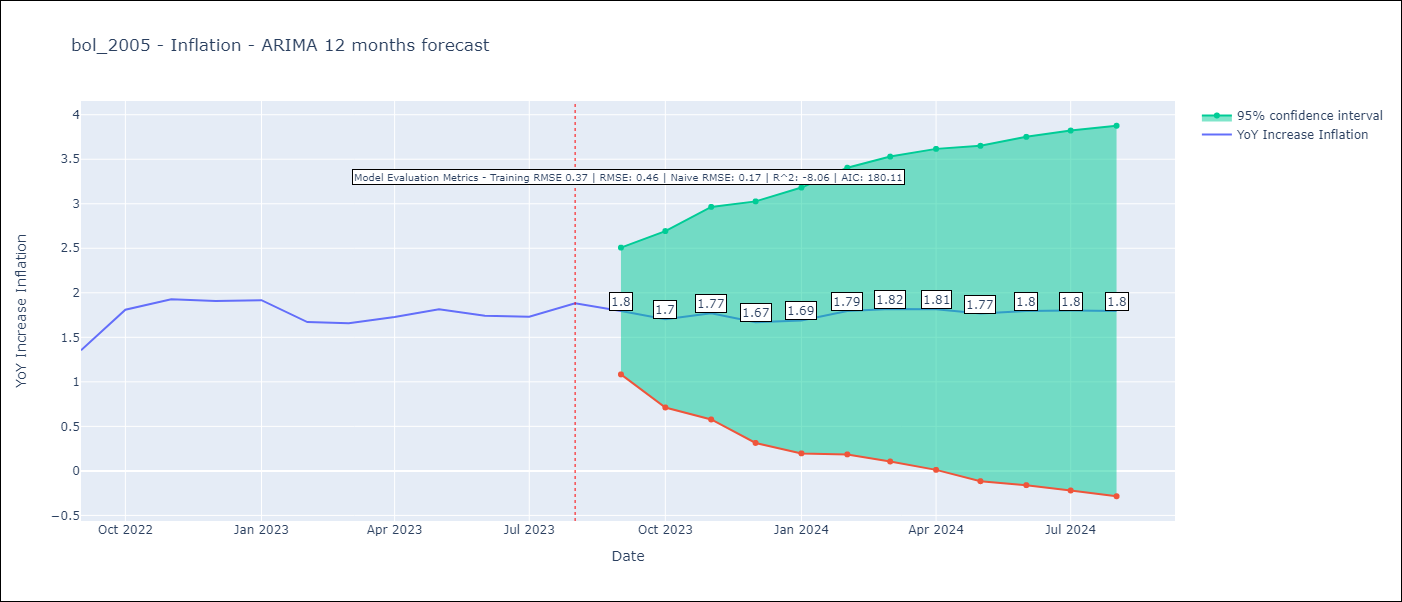 bol_2005 - Inflation - ARIMA 12 months forecast
95% confidence interval
YoY Increase Inflation
Model Evaluation Metrics - Training RMSE 0.37 | RMSE: 0.46 | Naive RMSE: 0.17 | R^2: -8.06 | AIC: 180.11
YoY Increase Inflation
4
3.5
3
2.5
2
1.5
1
0.5
0
−0.5
1.8
1.7
1.77
1.67
1.69
1.79
1.82
1.81
1.77
1.8
1.8
1.8
Oct 2022
Jan 2023
Apr 2023
Jul 2023
Oct 2023
Jan 2024
Apr 2024
Jul 2024
Date